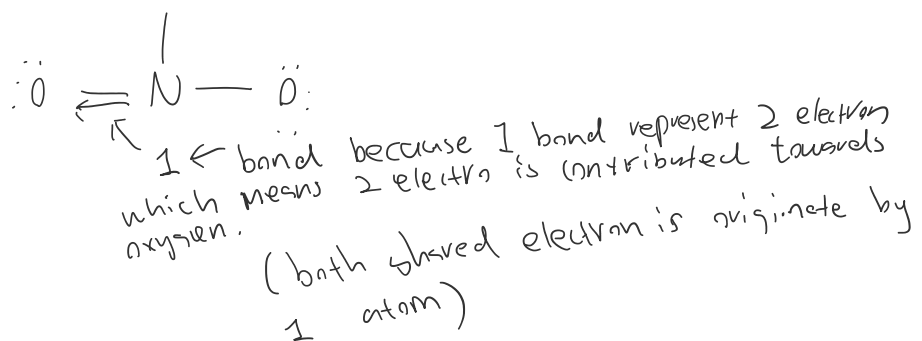 :Ö = N — Ö:
1 ← bond because 1 bond represent 2 electron
which means 2 electro is contributed towards
oxygen.
(both shared electron is originate by
1 atom)